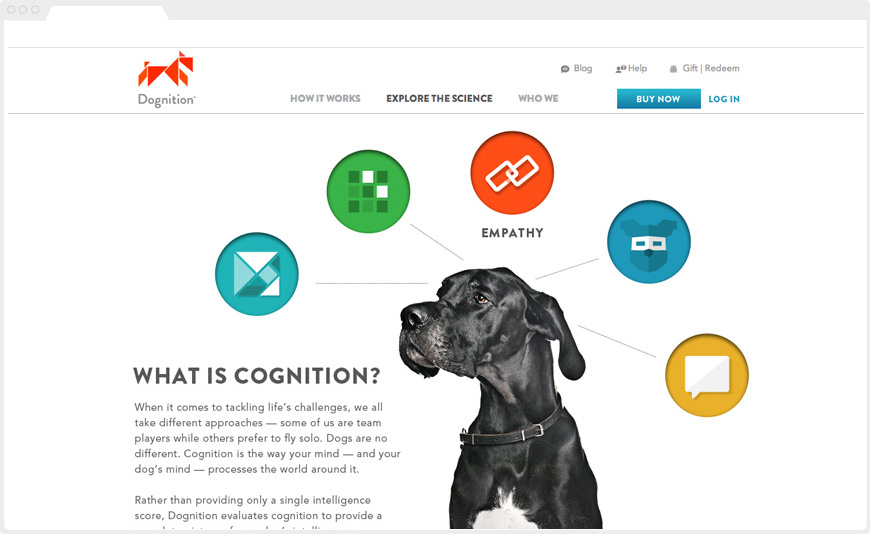 Blog
Help
Gift | Redeem
Dognition™
HOW IT WORKS
EXPLORE THE SCIENCE
WHO WE
BUY NOW
LOG IN
EMPATHY
WHAT IS COGNITION?
When it comes to tackling life's challenges, we all
take different approaches — some of us are team
players while others prefer to fly solo. Dogs are no
different. Cognition is the way your mind — and your
dog's mind — processes the world around it.
Rather than providing only a single intelligence
score, Dognition evaluates cognition to provide a